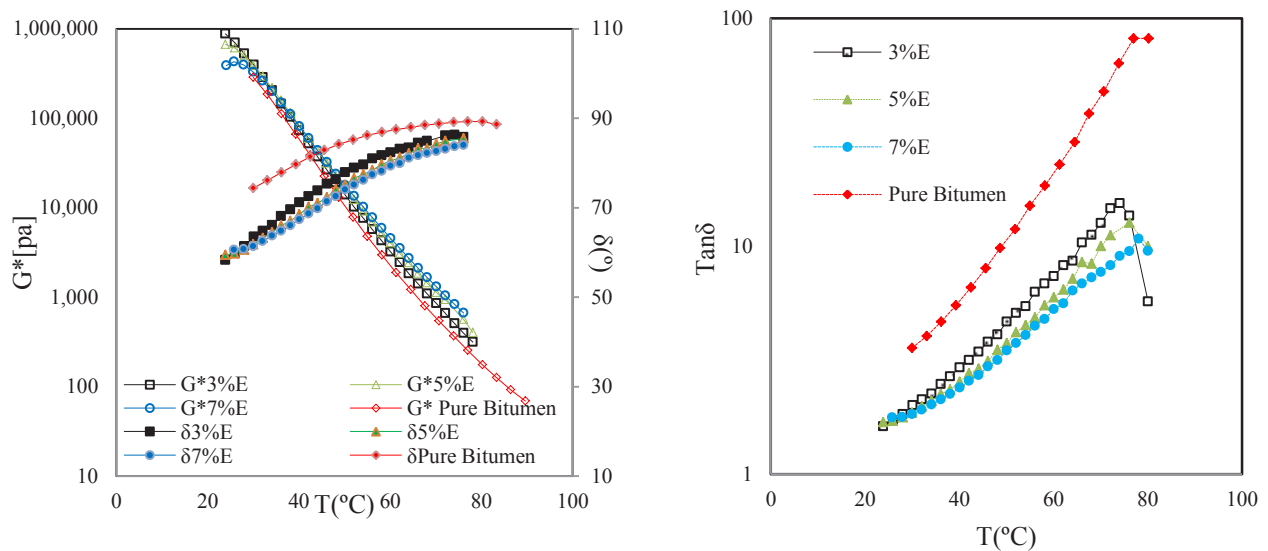 1,000,000
100,000
10,000
1,000
100
10
G*[pa]
110
90
70
50
30
10
δ(º)
G*3%E
G*5%E
G*7%E
G* Pure Bitumen
δ3%E
δ5%E
δ7%E
δPure Bitumen
0 20 40 60 80 100
T(ºC)
100
10
1
Tanδ
3%E
5%E
7%E
Pure Bitumen
0 20 40 60 80 100
T(ºC)